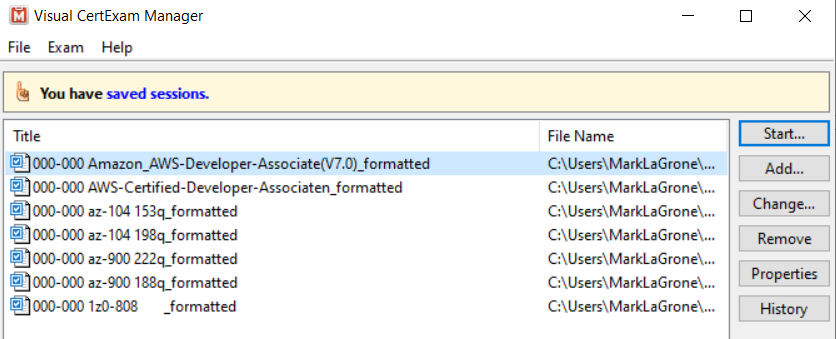 Visual CertExam Manager
File Exam Help
You have saved sessions.
Title File Name
000-000 Amazon_AWS-Developer-Associate(V7.0)_formatted C:\Users\MarkLaGrone\...
000-000 AWS-Certified-Developer-Associaten_formatted C:\Users\MarkLaGrone\...
000-000 az-104 153q_formatted C:\Users\MarkLaGrone\...
000-000 az-104 198q_formatted C:\Users\MarkLaGrone\...
000-000 az-900 222q_formatted C:\Users\MarkLaGrone\...
000-000 az-900 188q_formatted C:\Users\MarkLaGrone\...
000-000 1z0-808 _formatted C:\Users\MarkLaGrone\...
Start...
Add...
Change...
Remove
Properties
History